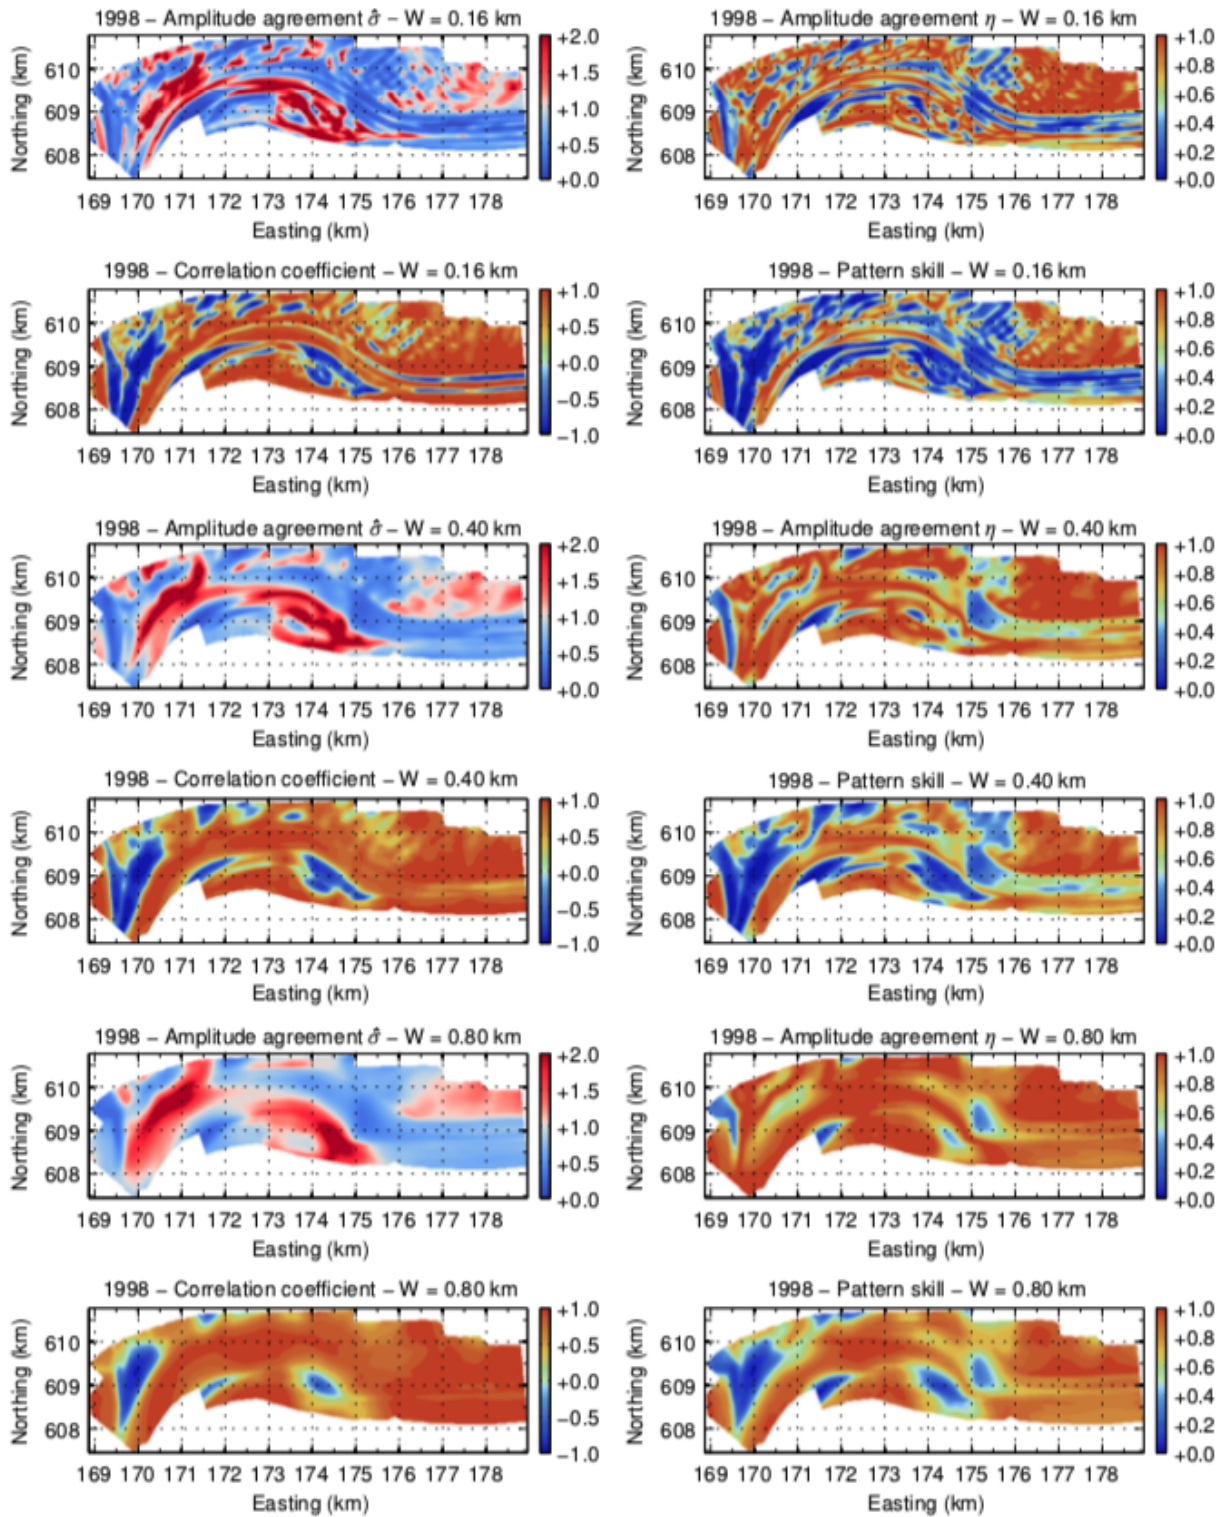 1998 – Amplitude agreement σ̂ – W = 0.16 km
Northing (km)
610
609
608
169 170 171 172 173 174 175 176 177 178
Easting (km)
+2.0
+1.5
+1.0
+0.5
+0.0
1998 – Amplitude agreement η – W = 0.16 km
Northing (km)
610
609
608
169 170 171 172 173 174 175 176 177 178
Easting (km)
+1.0
+0.8
+0.6
+0.4
+0.2
+0.0
1998 – Correlation coefficient – W = 0.16 km
Northing (km)
610
609
608
169 170 171 172 173 174 175 176 177 178
Easting (km)
+1.0
+0.5
+0.0
−0.5
−1.0
1998 – Pattern skill – W = 0.16 km
Northing (km)
610
609
608
169 170 171 172 173 174 175 176 177 178
Easting (km)
+1.0
+0.8
+0.6
+0.4
+0.2
+0.0
1998 – Amplitude agreement σ̂ – W = 0.40 km
Northing (km)
610
609
608
169 170 171 172 173 174 175 176 177 178
Easting (km)
+2.0
+1.5
+1.0
+0.5
+0.0
1998 – Amplitude agreement η – W = 0.40 km
Northing (km)
610
609
608
169 170 171 172 173 174 175 176 177 178
Easting (km)
+1.0
+0.8
+0.6
+0.4
+0.2
+0.0
1998 – Correlation coefficient – W = 0.40 km
Northing (km)
610
609
608
169 170 171 172 173 174 175 176 177 178
Easting (km)
+1.0
+0.5
+0.0
−0.5
−1.0
1998 – Pattern skill – W = 0.40 km
Northing (km)
610
609
608
169 170 171 172 173 174 175 176 177 178
Easting (km)
+1.0
+0.8
+0.6
+0.4
+0.2
+0.0
1998 – Amplitude agreement σ̂ – W = 0.80 km
Northing (km)
610
609
608
169 170 171 172 173 174 175 176 177 178
Easting (km)
+2.0
+1.5
+1.0
+0.5
+0.0
1998 – Amplitude agreement η – W = 0.80 km
Northing (km)
610
609
608
169 170 171 172 173 174 175 176 177 178
Easting (km)
+1.0
+0.8
+0.6
+0.4
+0.2
+0.0
1998 – Correlation coefficient – W = 0.80 km
Northing (km)
610
609
608
169 170 171 172 173 174 175 176 177 178
Easting (km)
+1.0
+0.5
+0.0
−0.5
−1.0
1998 – Pattern skill – W = 0.80 km
Northing (km)
610
609
608
169 170 171 172 173 174 175 176 177 178
Easting (km)
+1.0
+0.8
+0.6
+0.4
+0.2
+0.0